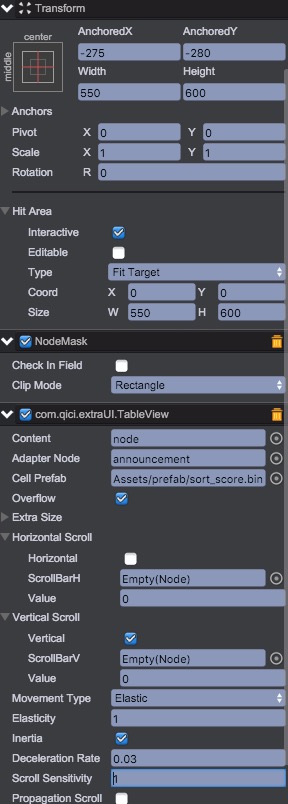 Transform
center
middle
AnchoredX AnchoredY
-275 -280
Width Height
550 600
Anchors
Pivot X 0 Y 0
Scale X 1 Y 1
Rotation R 0
Hit Area
Interactive
Editable
Type Fit Target
Coord X 0 Y 0
Size W 550 H 600
NodeMask
Check In Field
Clip Mode Rectangle
com.qici.extraUI.TableView
Content node
Adapter Node announcement
Cell Prefab Assets/prefab/sort_score.bin
Overflow
Extra Size
Horizontal Scroll
Horizontal
ScrollBarH Empty(Node)
Value 0
Vertical Scroll
Vertical
ScrollBarV Empty(Node)
Value 0
Movement Type Elastic
Elasticity 1
Inertia
Deceleration Rate 0.03
Scroll Sensitivity 1
Propagation Scroll